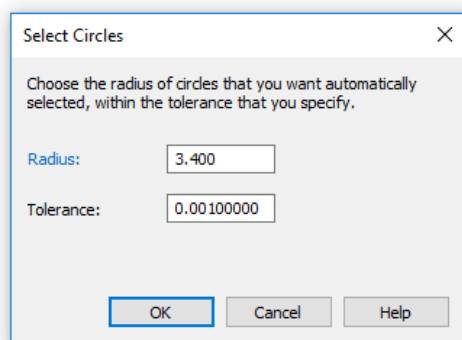 Select Circles
Choose the radius of circles that you want automatically
selected, within the tolerance that you specify.
Radius: 3.400
Tolerance: 0.00100000
OK Cancel Help